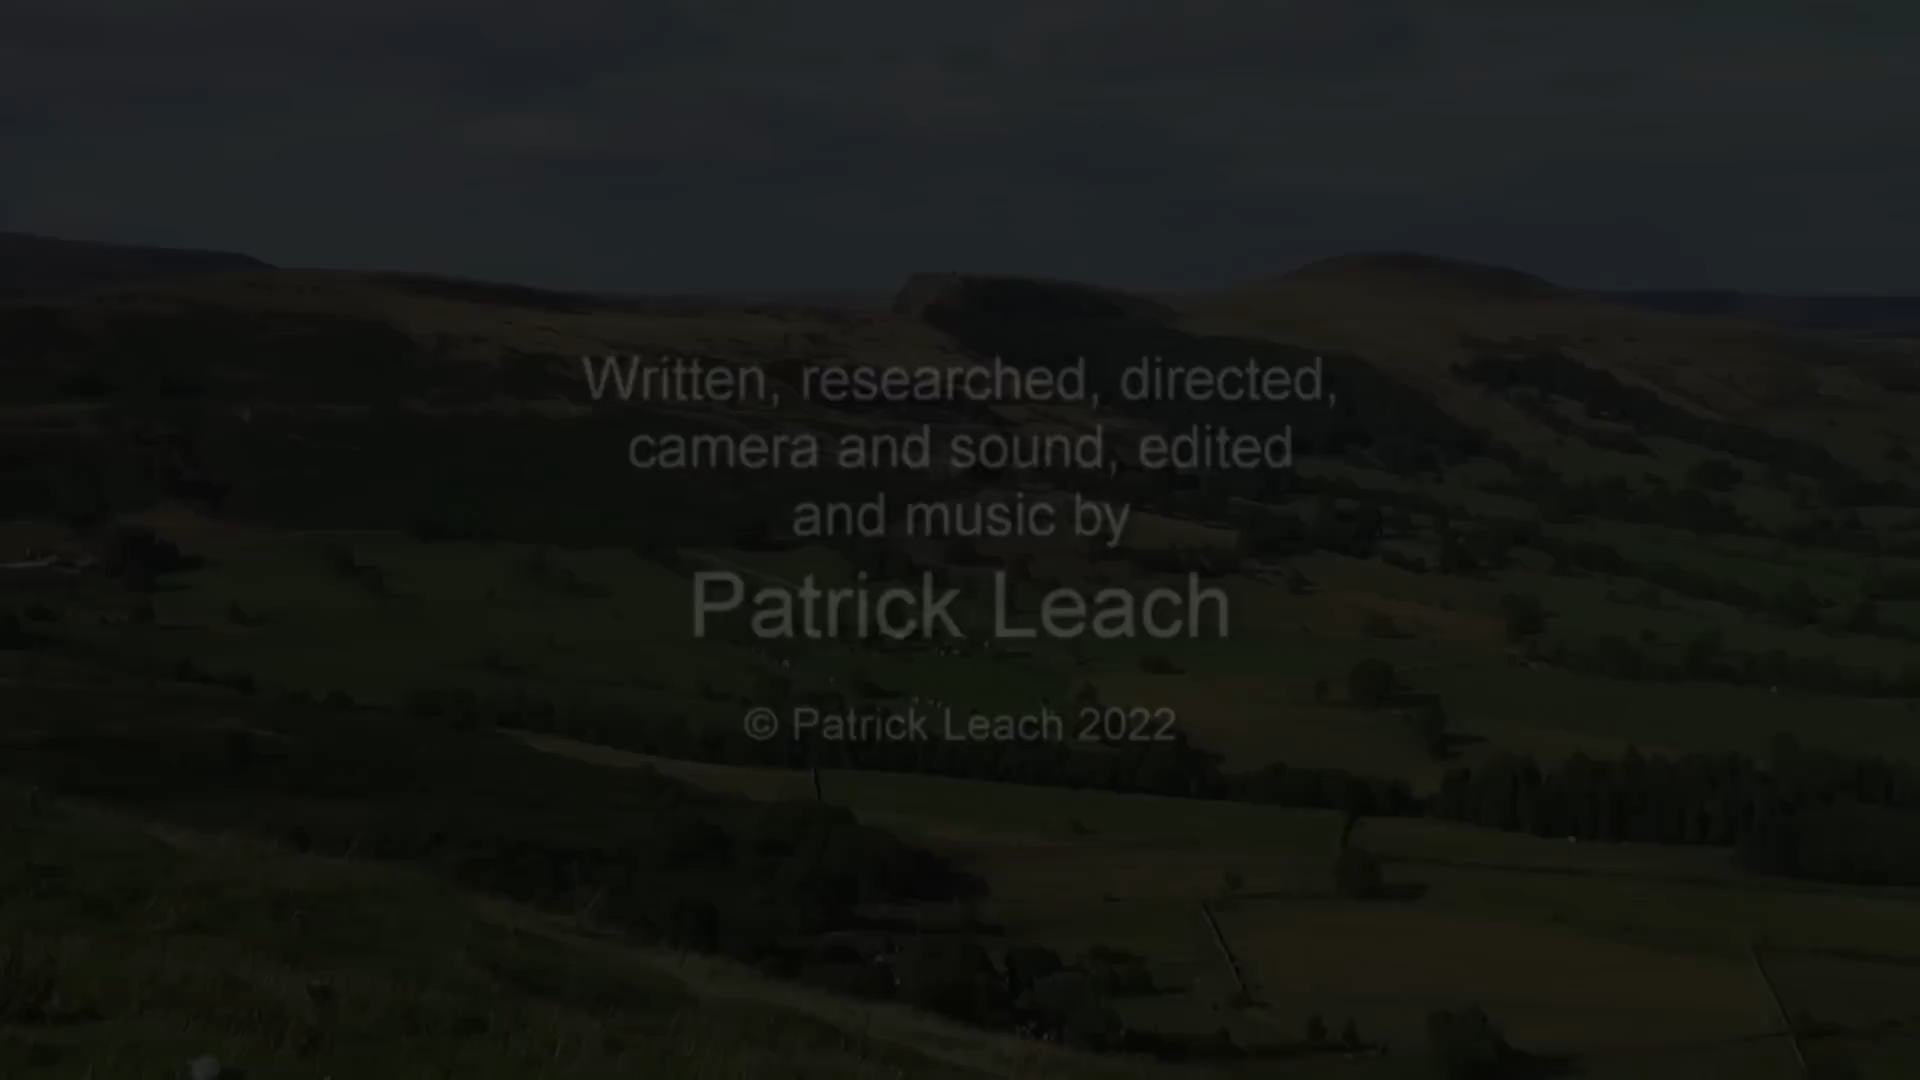 Written, researched, directed,
camera and sound, edited
and music by
Patrick Leach
© Patrick Leach 2022